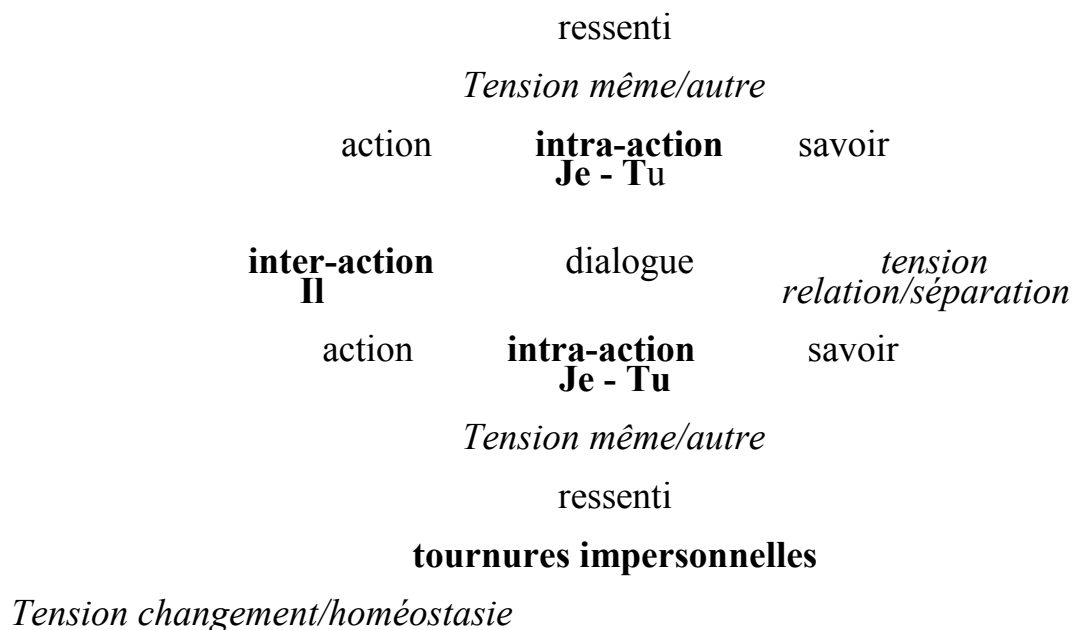 ressenti
Tension même/autre
action intra-action savoir
Je - Tu
inter-action dialogue tension
Il relation/séparation
action intra-action savoir
Je - Tu
Tension même/autre
ressenti
tournures impersonnelles
Tension changement/homéostasie